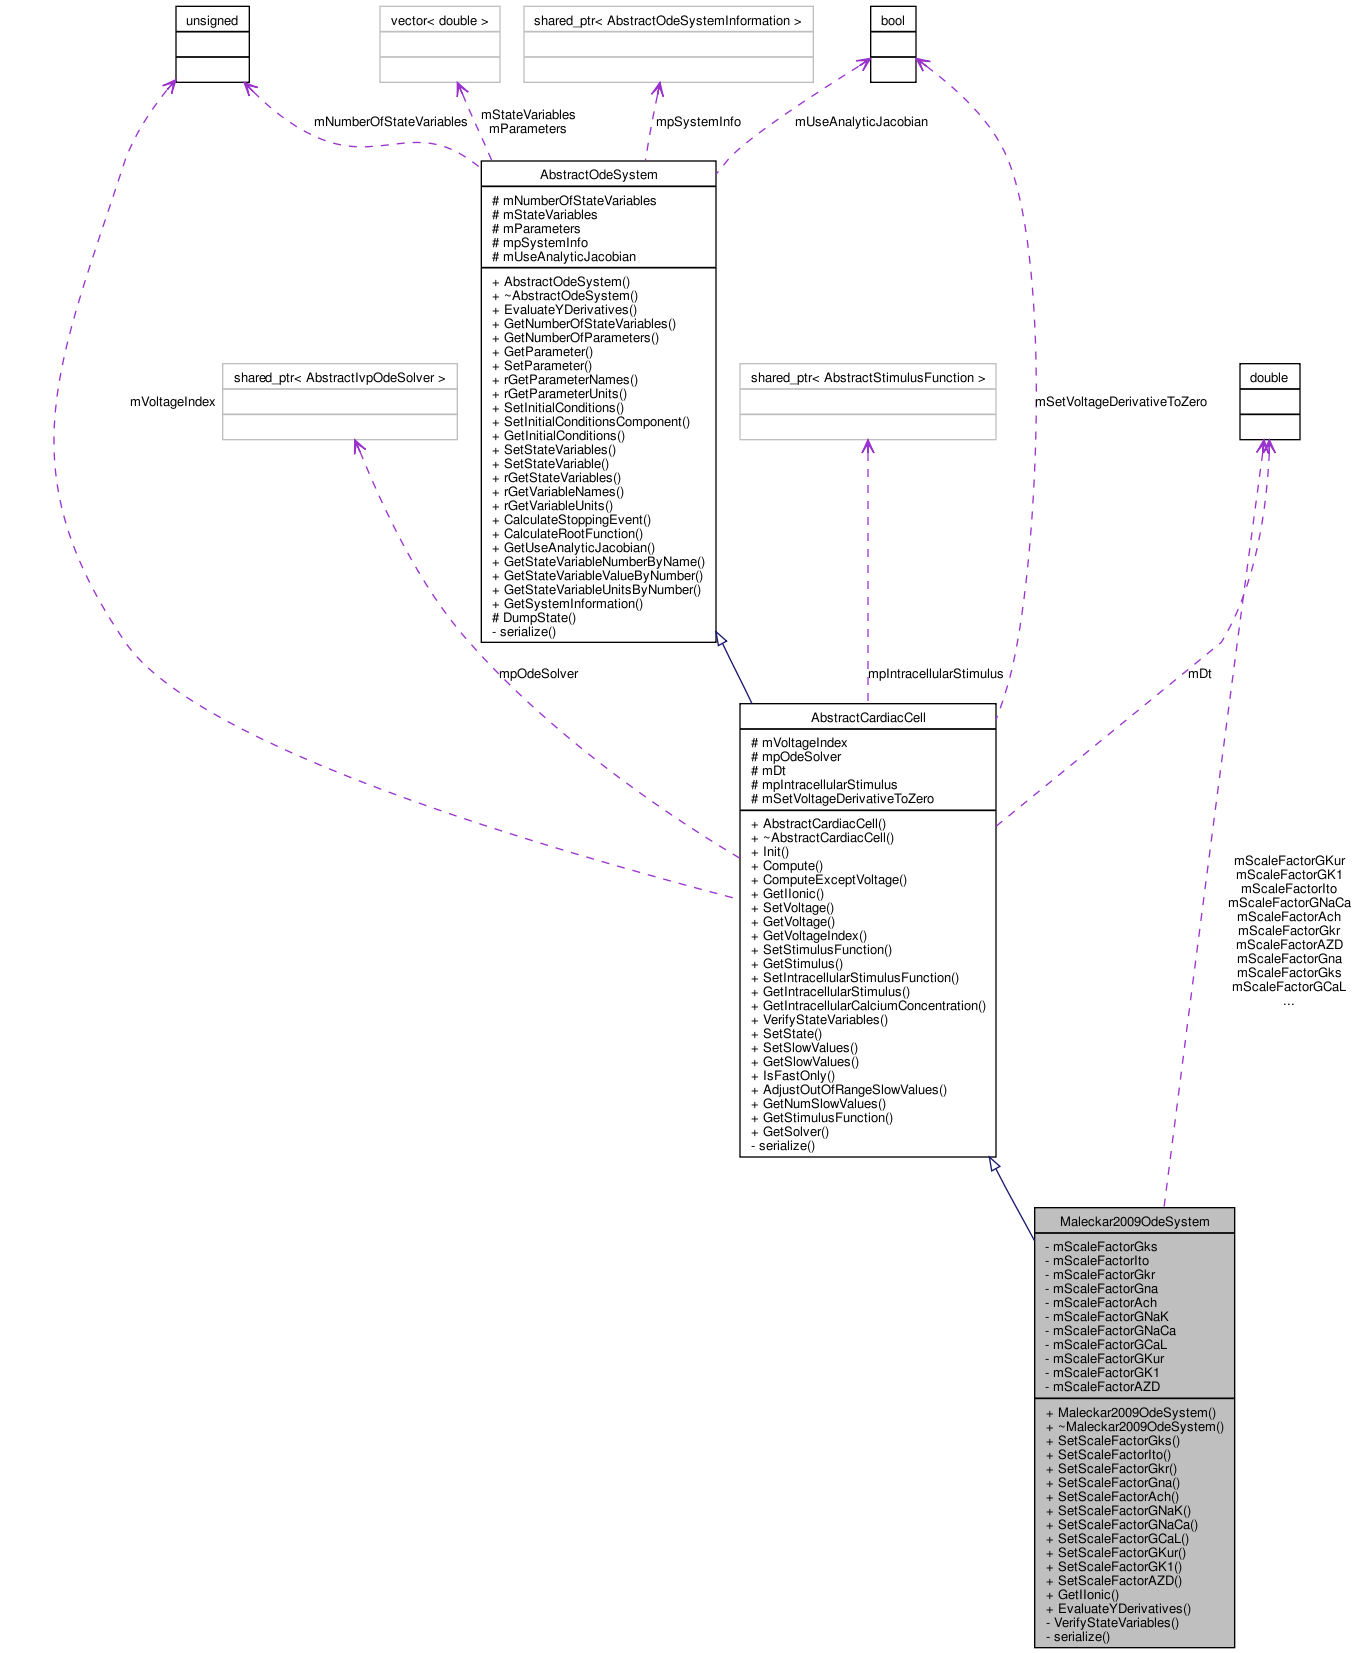 unsigned
vector< double >
shared_ptr< AbstractOdeSystemInformation >
bool
mNumberOfStateVariables
mStateVariables
mParameters
mpSystemInfo
mUseAnalyticJacobian
AbstractOdeSystem
# mNumberOfStateVariables
# mStateVariables
# mParameters
# mpSystemInfo
# mUseAnalyticJacobian
+ AbstractOdeSystem()
+ ~AbstractOdeSystem()
+ EvaluateYDerivatives()
+ GetNumberOfStateVariables()
+ GetNumberOfParameters()
+ GetParameter()
+ SetParameter()
+ rGetParameterNames()
+ rGetParameterUnits()
+ SetInitialConditions()
+ SetInitialConditionsComponent()
+ GetInitialConditions()
+ SetStateVariables()
+ SetStateVariable()
+ rGetStateVariables()
+ rGetVariableNames()
+ rGetVariableUnits()
+ CalculateStoppingEvent()
+ CalculateRootFunction()
+ GetUseAnalyticJacobian()
+ GetStateVariableNumberByName()
+ GetStateVariableValueByNumber()
+ GetStateVariableUnitsByNumber()
+ GetSystemInformation()
# DumpState()
- serialize()
shared_ptr< AbstractIvpOdeSolver >
shared_ptr< AbstractStimulusFunction >
double
mVoltageIndex
mSetVoltageDerivativeToZero
mpOdeSolver
mpIntracellularStimulus
mDt
AbstractCardiacCell
# mVoltageIndex
# mpOdeSolver
# mDt
# mpIntracellularStimulus
# mSetVoltageDerivativeToZero
+ AbstractCardiacCell()
+ ~AbstractCardiacCell()
+ Init()
+ Compute()
+ ComputeExceptVoltage()
+ GetIIonic()
+ SetVoltage()
+ GetVoltage()
+ GetVoltageIndex()
+ SetStimulusFunction()
+ GetStimulus()
+ SetIntracellularStimulusFunction()
+ GetIntracellularStimulus()
+ GetIntracellularCalciumConcentration()
+ VerifyStateVariables()
+ SetState()
+ SetSlowValues()
+ GetSlowValues()
+ IsFastOnly()
+ AdjustOutOfRangeSlowValues()
+ GetNumSlowValues()
+ GetStimulusFunction()
+ GetSolver()
- serialize()
mScaleFactorGKur
mScaleFactorGK1
mScaleFactorIto
mScaleFactorGNaCa
mScaleFactorAch
mScaleFactorGkr
mScaleFactorAZD
mScaleFactorGna
mScaleFactorGks
mScaleFactorGCaL
...
Maleckar2009OdeSystem
- mScaleFactorGks
- mScaleFactorIto
- mScaleFactorGkr
- mScaleFactorGna
- mScaleFactorAch
- mScaleFactorGNaK
- mScaleFactorGNaCa
- mScaleFactorGCaL
- mScaleFactorGKur
- mScaleFactorGK1
- mScaleFactorAZD
+ Maleckar2009OdeSystem()
+ ~Maleckar2009OdeSystem()
+ SetScaleFactorGks()
+ SetScaleFactorIto()
+ SetScaleFactorGkr()
+ SetScaleFactorGna()
+ SetScaleFactorAch()
+ SetScaleFactorGNaK()
+ SetScaleFactorGNaCa()
+ SetScaleFactorGCaL()
+ SetScaleFactorGKur()
+ SetScaleFactorGK1()
+ SetScaleFactorAZD()
+ GetIIonic()
+ EvaluateYDerivatives()
- VerifyStateVariables()
- serialize()